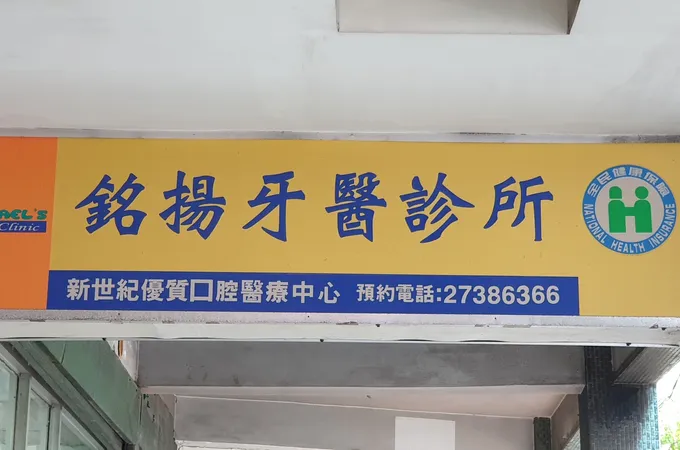 銘揚牙醫診所
AEL'S
Clinic
全民健康保險
NATIONAL HEALTH INSURANCE
新世紀優質口腔醫療中心 預約電話:27386366